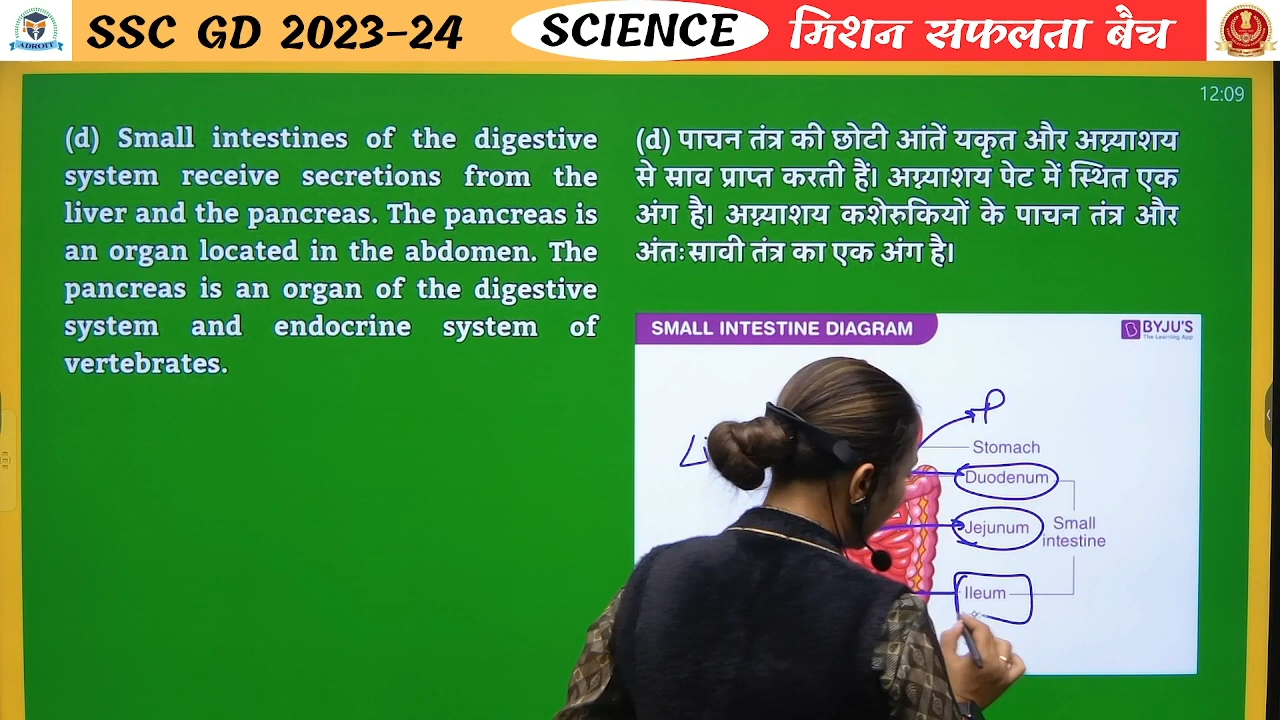 ADROIT
SSC GD 2023-24
SCIENCE
मिशन सफलता बैच
12:09
(d) Small intestines of the digestive
system receive secretions from the
liver and the pancreas. The pancreas is
an organ located in the abdomen. The
pancreas is an organ of the digestive
system and endocrine system of
vertebrates.
(d) पाचन तंत्र की छोटी आंतें यकृत और अग्न्याशय
से स्राव प्राप्त करती हैं। अग्न्याशय पेट में स्थित एक
अंग है। अग्न्याशय कशेरुकियों के पाचन तंत्र और
अंतःस्रावी तंत्र का एक अंग है।
SMALL INTESTINE DIAGRAM
BYJU'S
The Learning App
P
Li
Stomach
Duodenum
Jejunum
Small
intestine
Ileum